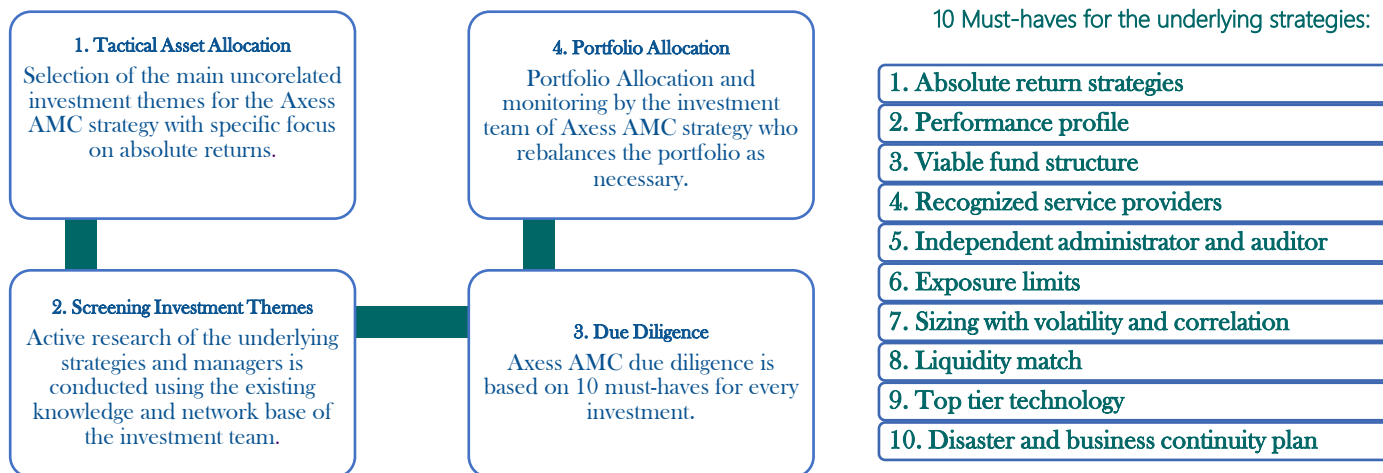 1. Tactical Asset Allocation
Selection of the main uncorelated
investment themes for the Axess
AMC strategy with specific focus
on absolute returns.
2. Screening Investment Themes
Active research of the underlying
strategies and managers is
conducted using the existing
knowledge and network base of
the investment team.
3. Due Diligence
Axess AMC due diligence is
based on 10 must-haves for every
investment.
4. Portfolio Allocation
Portfolio Allocation and
monitoring by the investment
team of Axess AMC strategy who
rebalances the portfolio as
necessary.
10 Must-haves for the underlying strategies:
1. Absolute return strategies
2. Performance profile
3. Viable fund structure
4. Recognized service providers
5. Independent administrator and auditor
6. Exposure limits
7. Sizing with volatility and correlation
8. Liquidity match
9. Top tier technology
10. Disaster and business continuity plan